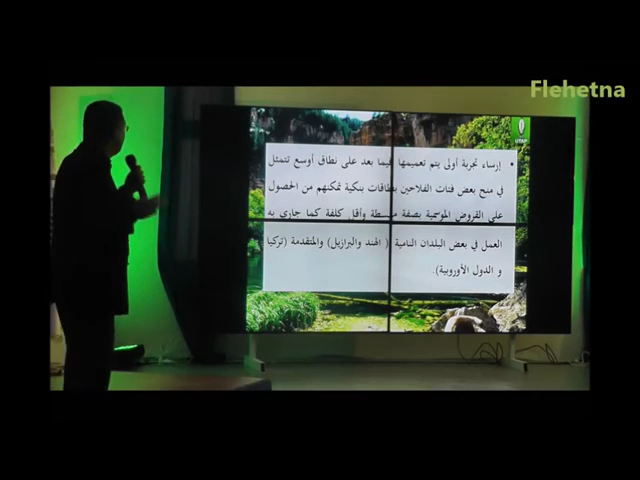 Flehetna
UTAP
• إرساء تجربة أولى يتم تعميمها فيما بعد على نطاق أوسع تتمثل
في منح بعض فئات الفلاحين بطاقات بنكية تمكنهم من الحصول
على القروض الموسمية بصفة مبسطة وأقل كلفة كما جاري به
العمل في بعض البلدان النامية ( الهند والبرازيل) والمتقدمة (تركيا
و الدول الأوروبية).